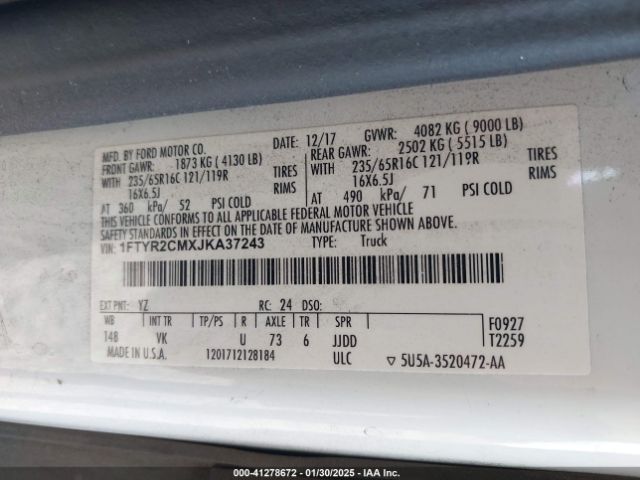 MFD. BY FORD MOTOR CO. DATE: 12/17 GVWR: 4082 KG ( 9000 LB)
FRONT GAWR: 1873 KG ( 4130 LB) REAR GAWR: 2502 KG ( 5515 LB)
WITH 235/65R16C 121/119R TIRES WITH 235/65R16C 121/119R TIRES
16X6.5J RIMS 16X6.5J RIMS
AT 360 kPa/ 52 PSI COLD AT 490 kPa/ 71 PSI COLD
THIS VEHICLE CONFORMS TO ALL APPLICABLE FEDERAL MOTOR VEHICLE
SAFETY STANDARDS IN EFFECT ON THE DATE OF MANUFACTURE SHOWN ABOVE.
VIN: 1FTYR2CMXJKA37243 TYPE: Truck
EXT PNT: YZ RC: 24 DSO:
WB INT TR TP/PS R AXLE TR SPR F0927
148 VK U 73 6 JJDD T2259
MADE IN U.S.A. 1201712128184 ULC ▽ 5U5A-3520472-AA
000-41278672 - 01/30/2025 - IAA Inc.